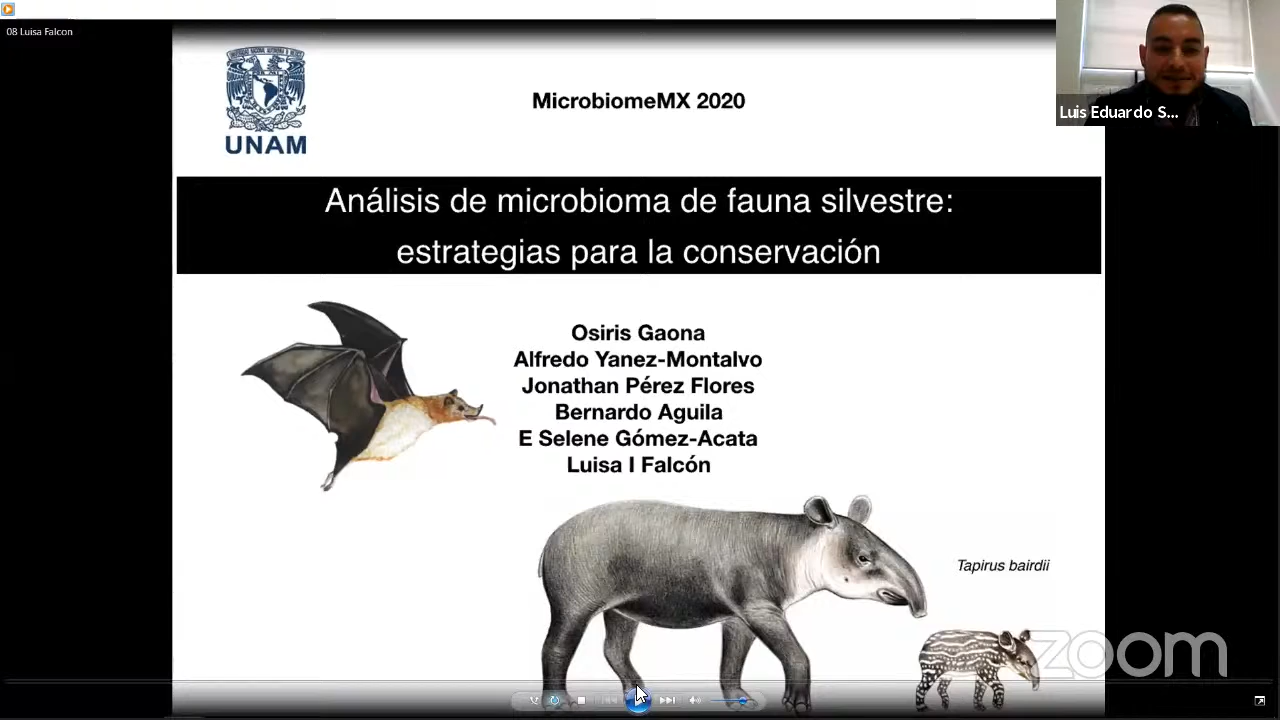 08 Luisa Falcon
UNAM
MicrobiomeMX 2020
Luis Eduardo S...
Análisis de microbioma de fauna silvestre:
estrategias para la conservación
Osiris Gaona
Alfredo Yanez-Montalvo
Jonathan Pérez Flores
Bernardo Aguila
E Selene Gómez-Acata
Luisa I Falcón
Tapirus bairdii
zoom